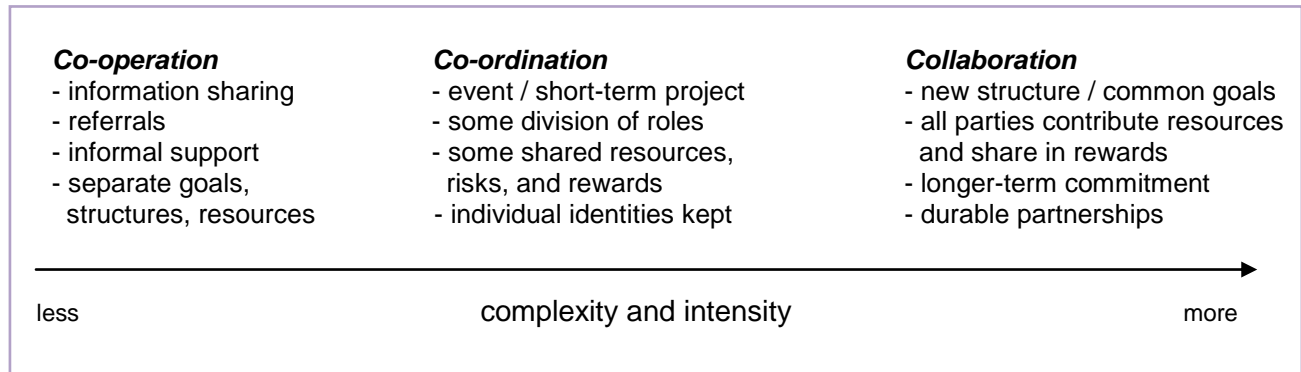 Co-operation
- information sharing
- referrals
- informal support
- separate goals,
structures, resources
Co-ordination
- event / short-term project
- some division of roles
- some shared resources,
risks, and rewards
- individual identities kept
Collaboration
- new structure / common goals
- all parties contribute resources
and share in rewards
- longer-term commitment
- durable partnerships
less
complexity and intensity
more